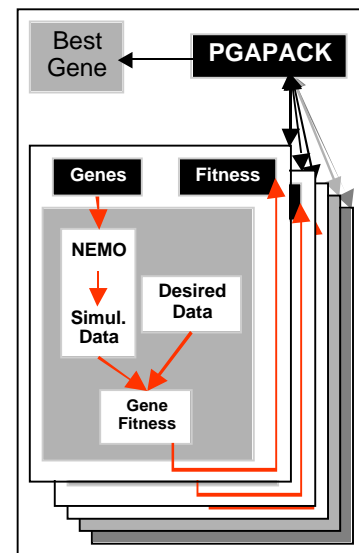 Best
Gene
PGAPACK
Genes
Fitness
NEMO
Simul.
Data
Desired
Data
Gene
Fitness